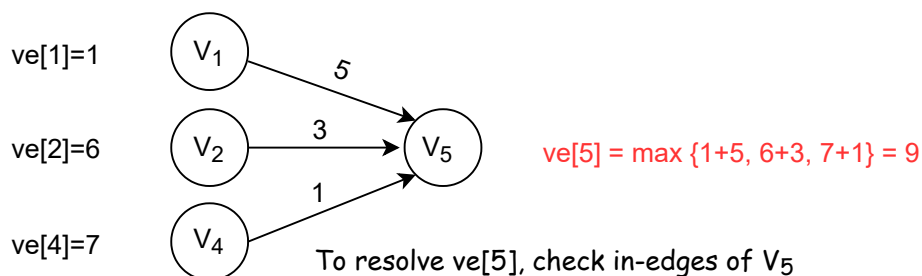 ve[1]=1
V1
5
ve[2]=6
V2
3
V5
ve[5] = max {1+5, 6+3, 7+1} = 9
1
ve[4]=7
V4
To resolve ve[5], check in-edges of V5